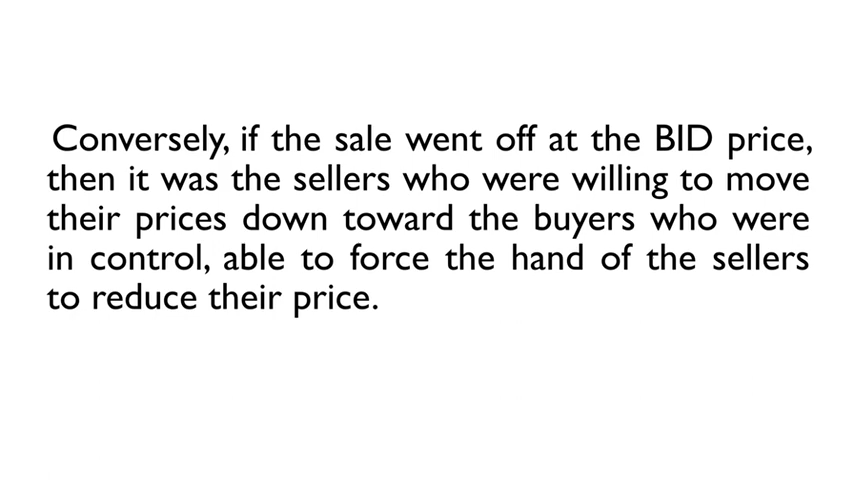 Conversely, if the sale went off at the BID price,
then it was the sellers who were willing to move
their prices down toward the buyers who were
in control, able to force the hand of the sellers
to reduce their price.